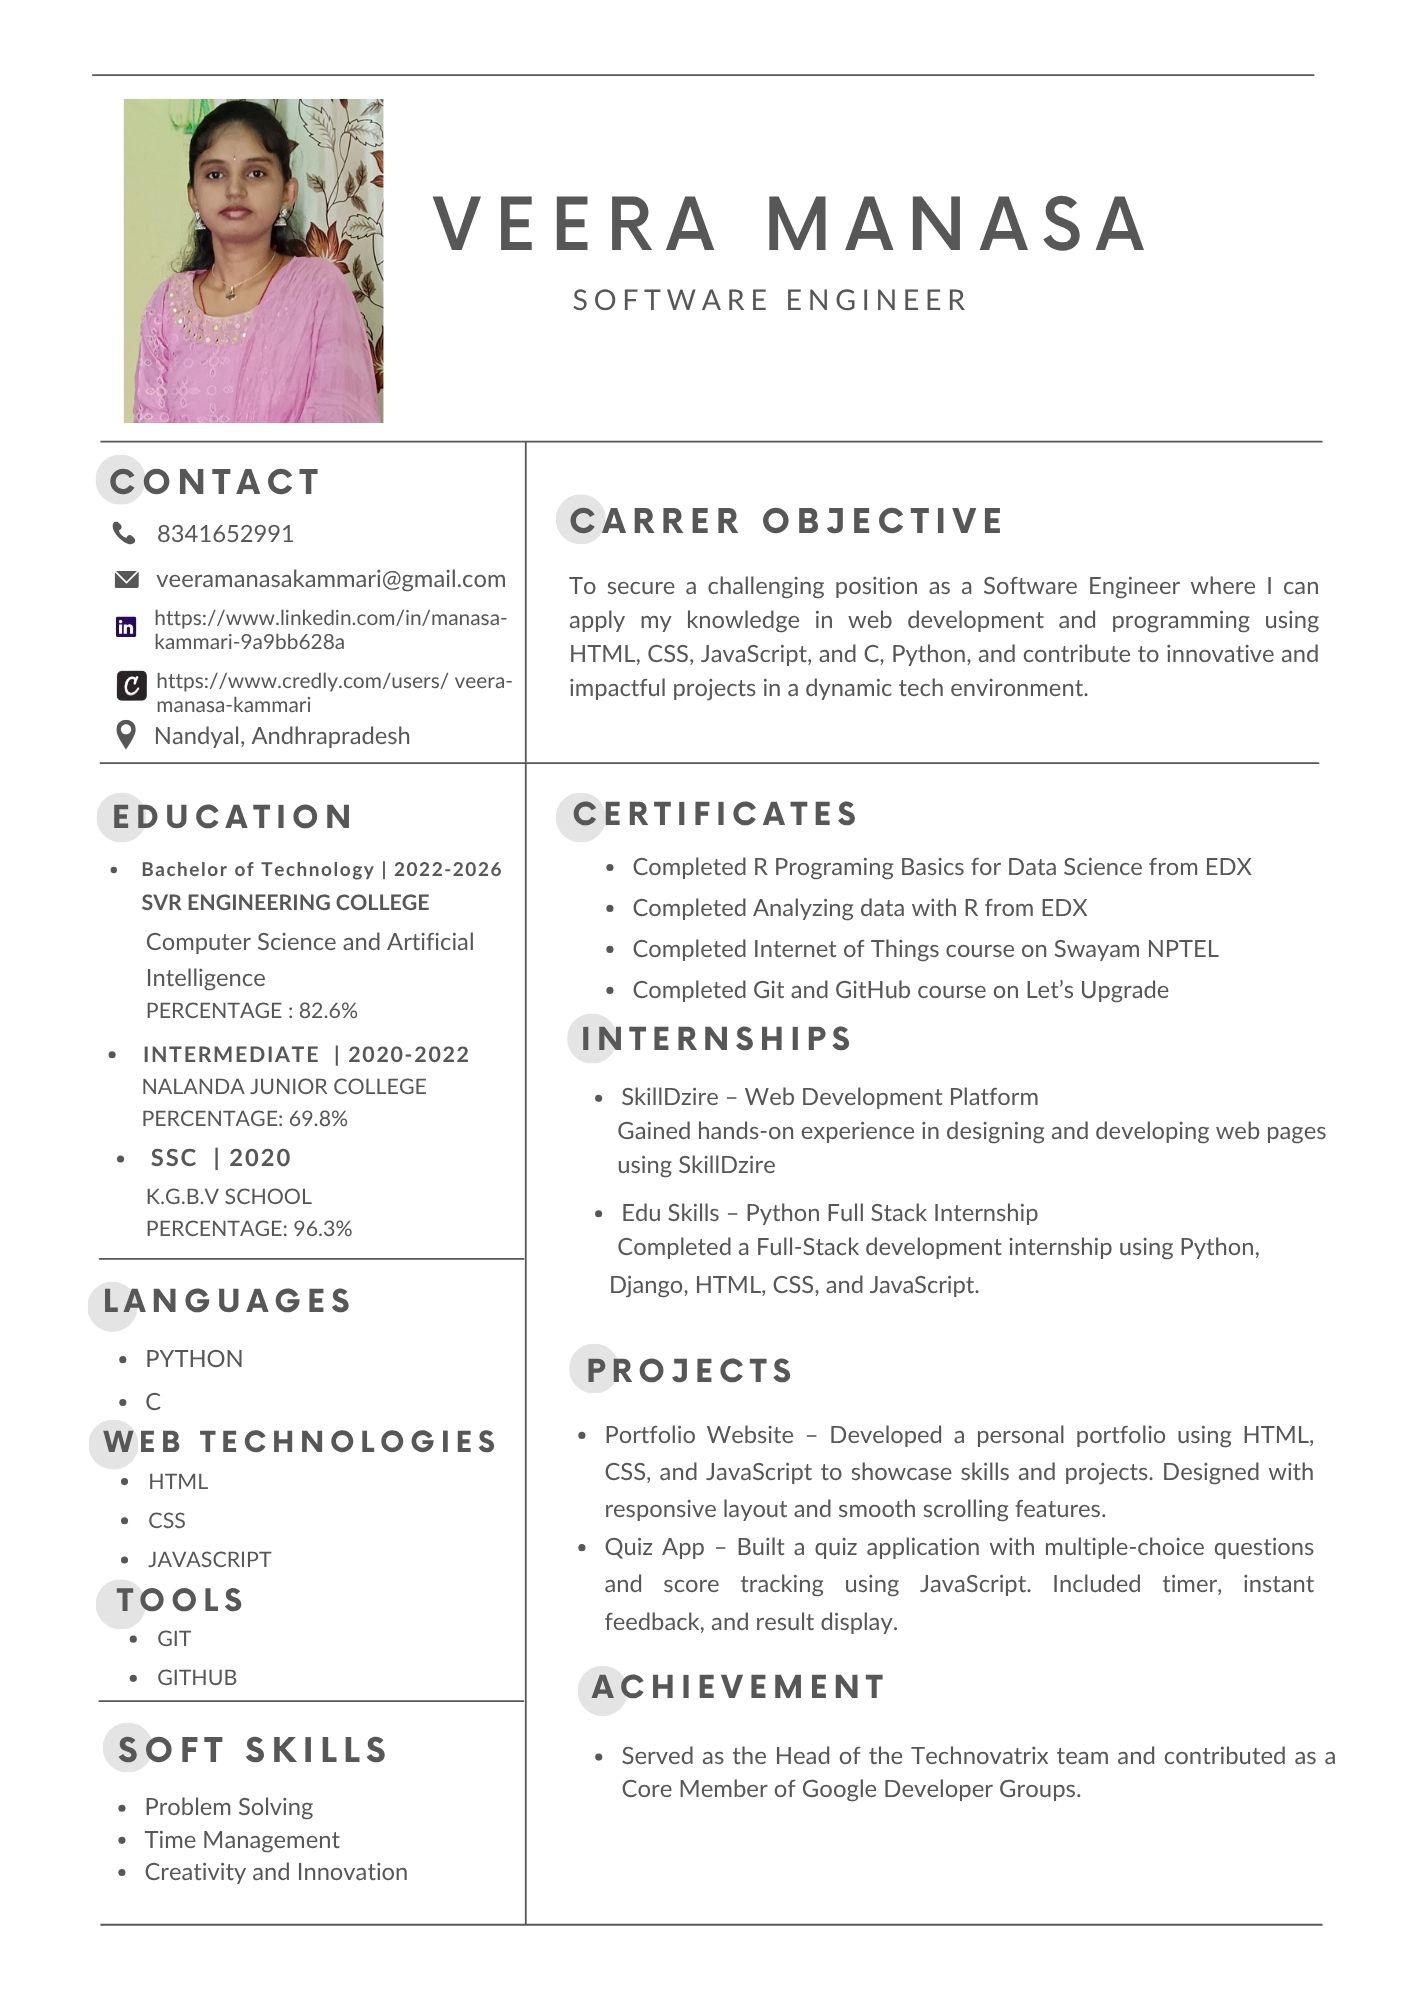 VEERA MANASA
SOFTWARE ENGINEER
CONTACT
8341652991
veeramanasakammari@gmail.com
https://www.linkedin.com/in/manasa-
kammari-9a9bb628a
https://www.credly.com/users/ veera-
manasa-kammari
Nandyal, Andhrapradesh
CARRER OBJECTIVE
To secure a challenging position as a Software Engineer where I can
apply my knowledge in web development and programming using
HTML, CSS, JavaScript, and C, Python, and contribute to innovative and
impactful projects in a dynamic tech environment.
EDUCATION
• Bachelor of Technology | 2022-2026
SVR ENGINEERING COLLEGE
Computer Science and Artificial
Intelligence
PERCENTAGE : 82.6%
• INTERMEDIATE | 2020-2022
NALANDA JUNIOR COLLEGE
PERCENTAGE: 69.8%
• SSC | 2020
K.G.B.V SCHOOL
PERCENTAGE: 96.3%
LANGUAGES
• PYTHON
• C
WEB TECHNOLOGIES
• HTML
• CSS
• JAVASCRIPT
TOOLS
• GIT
• GITHUB
SOFT SKILLS
• Problem Solving
• Time Management
• Creativity and Innovation
CERTIFICATES
• Completed R Programing Basics for Data Science from EDX
• Completed Analyzing data with R from EDX
• Completed Internet of Things course on Swayam NPTEL
• Completed Git and GitHub course on Let’s Upgrade
INTERNSHIPS
• SkillDzire – Web Development Platform
Gained hands-on experience in designing and developing web pages
using SkillDzire
• Edu Skills – Python Full Stack Internship
Completed a Full-Stack development internship using Python,
Django, HTML, CSS, and JavaScript.
PROJECTS
• Portfolio Website – Developed a personal portfolio using HTML,
CSS, and JavaScript to showcase skills and projects. Designed with
responsive layout and smooth scrolling features.
• Quiz App – Built a quiz application with multiple-choice questions
and score tracking using JavaScript. Included timer, instant
feedback, and result display.
ACHIEVEMENT
• Served as the Head of the Technovatrix team and contributed as a
Core Member of Google Developer Groups.